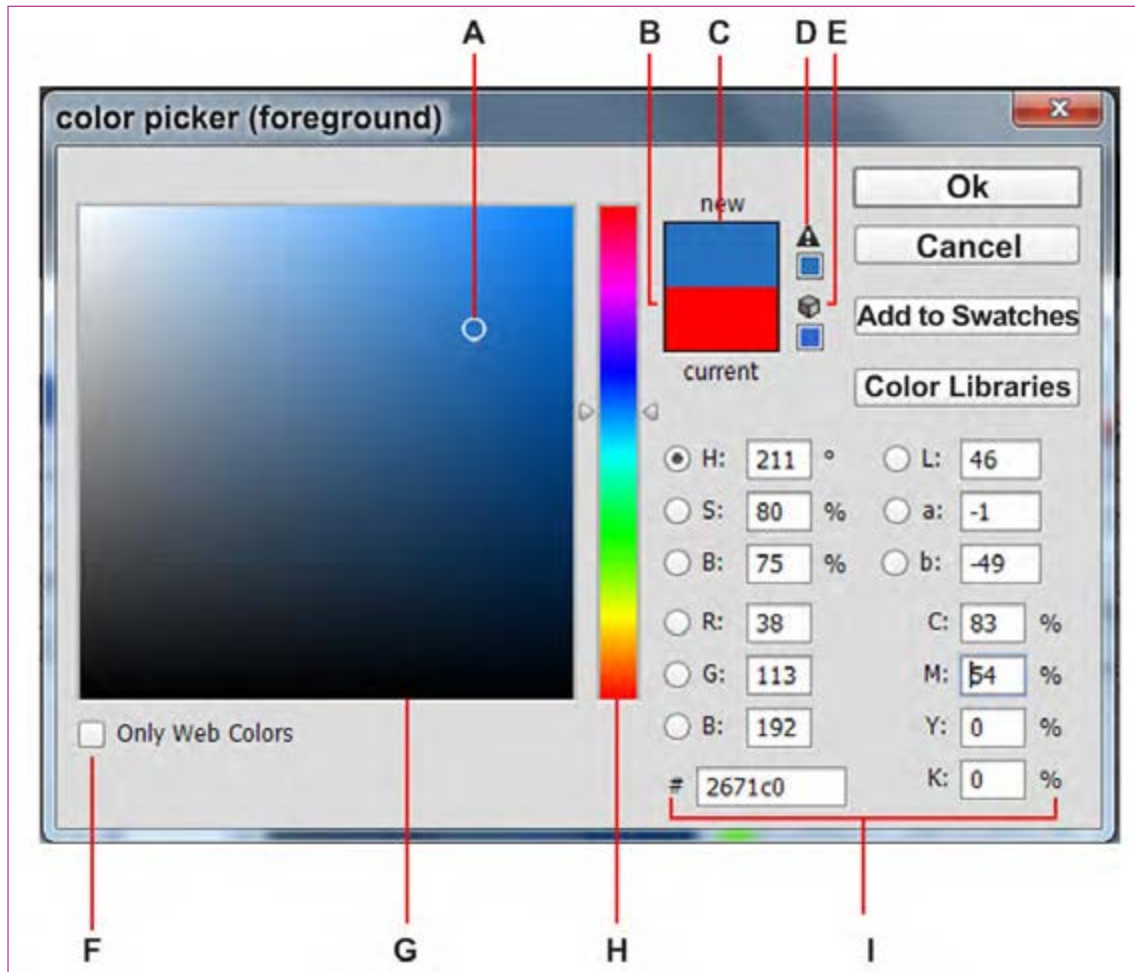 A B C D E
color picker (foreground)
new
current
Ok
Cancel
Add to Swatches
Color Libraries
H: 211 ° L: 46
S: 80 % a: -1
B: 75 % b: -49
R: 38 C: 83 %
G: 113 M: 54 %
B: 192 Y: 0 %
# 2671c0 K: 0 %
Only Web Colors
F G H I